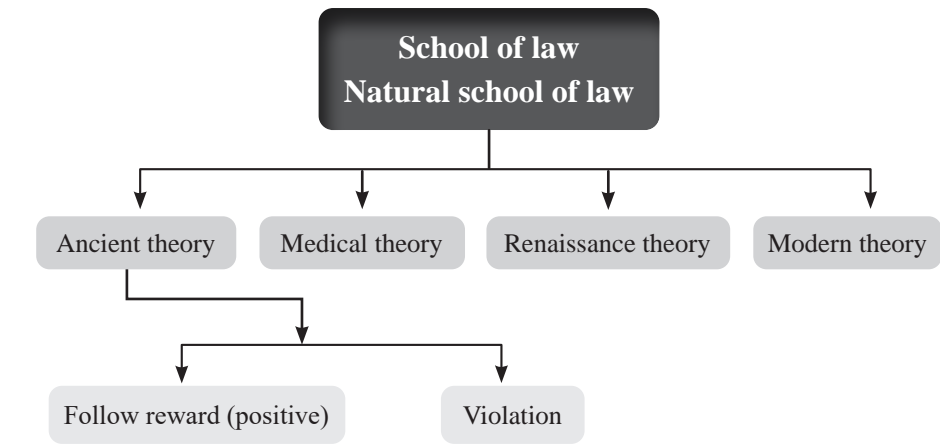 School of law
Natural school of law
Ancient theory
Medical theory
Renaissance theory
Modern theory
Follow reward (positive)
Violation